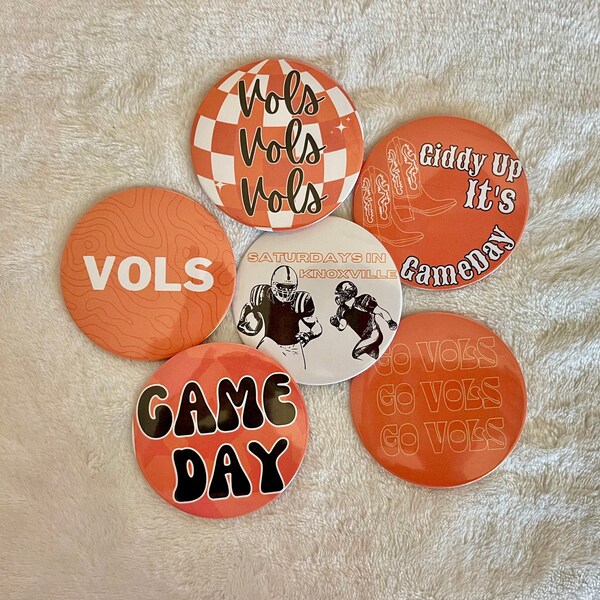 Vols
Vols
Vols
Giddy Up
It's
GameDay
VOLS
SATURDAYS IN
KNOXVILLE
GO VOLS
GO VOLS
GO VOLS
GAME
DAY